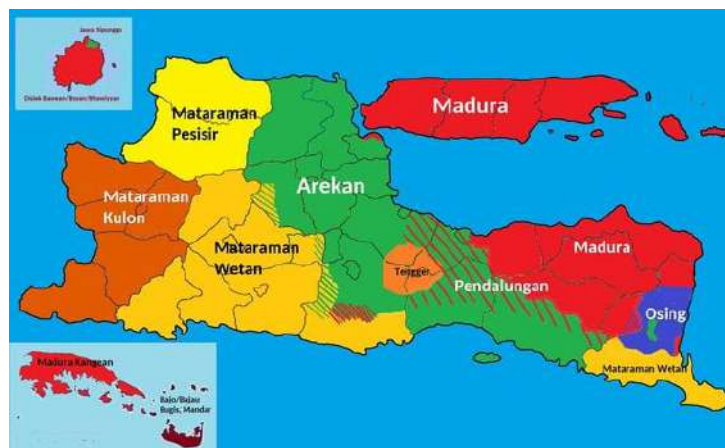 Jawa Siponggo
Dialek Bawean/Boyan/Bhawiyan
Madura
Mataraman
Pesisir
Arekan
Mataraman
Kulon
Mataraman
Wetan
Madura
Tengger
Pendalungan
Osing
Mataraman Wetan
Madura Kangean
Bajo/Bajau
Bugis, Mandar